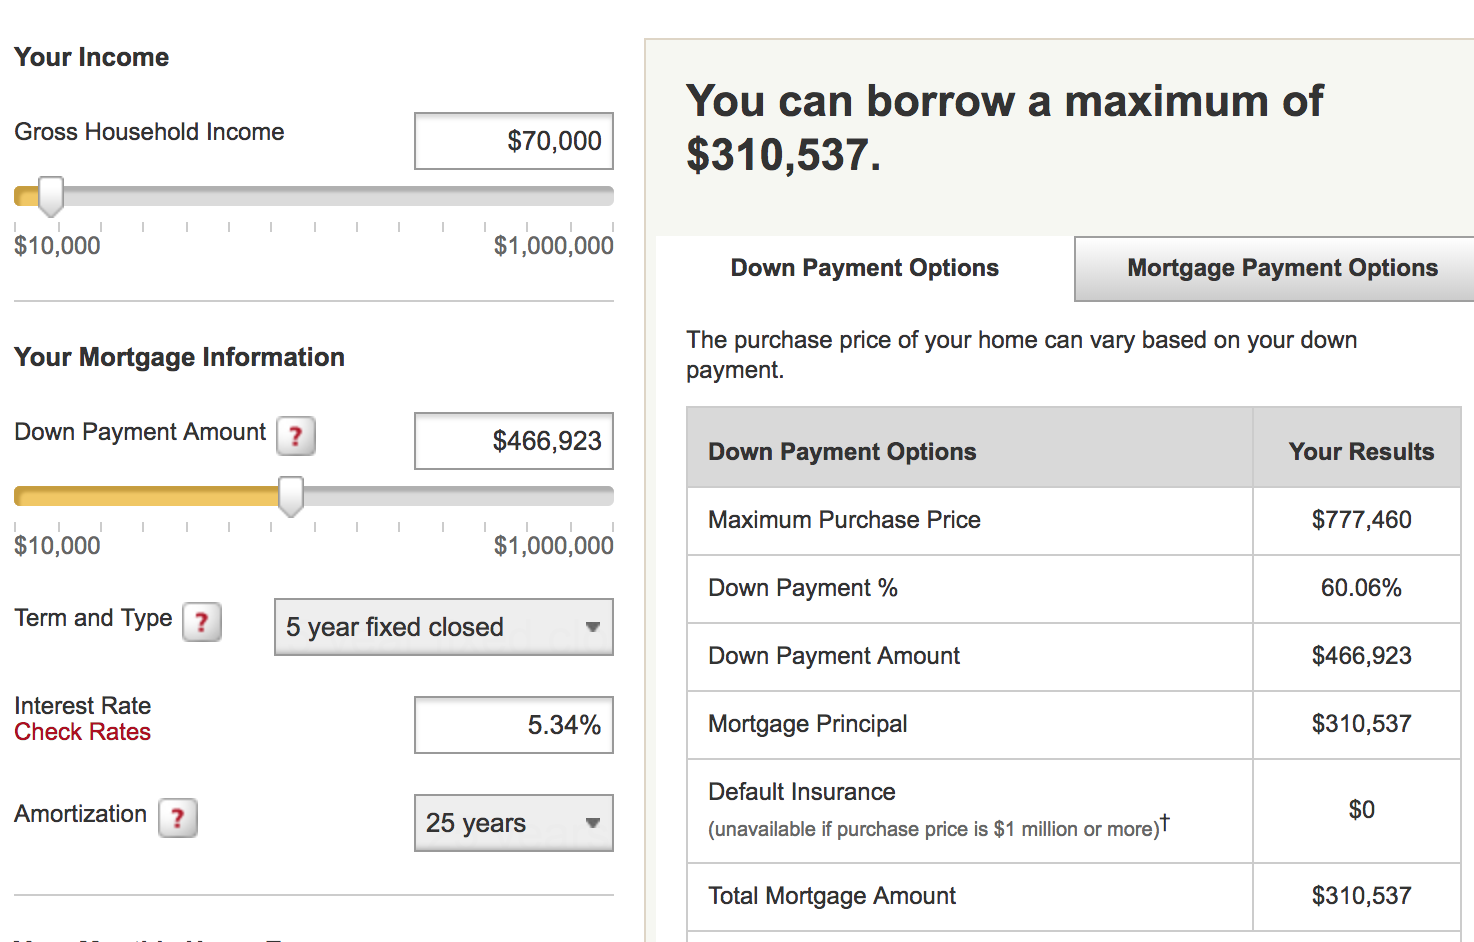 Your Income
Gross Household Income
$70,000
$10,000
$1,000,000
Your Mortgage Information
Down Payment Amount ?
$466,923
$10,000
$1,000,000
Term and Type ?
5 year fixed closed
Interest Rate
Check Rates
5.34%
Amortization ?
25 years
You can borrow a maximum of
$310,537.
Down Payment Options
Mortgage Payment Options
The purchase price of your home can vary based on your down
payment.
Down Payment Options Your Results
Maximum Purchase Price $777,460
Down Payment % 60.06%
Down Payment Amount $466,923
Mortgage Principal $310,537
Default Insurance
(unavailable if purchase price is $1 million or more)†
$0
Total Mortgage Amount $310,537